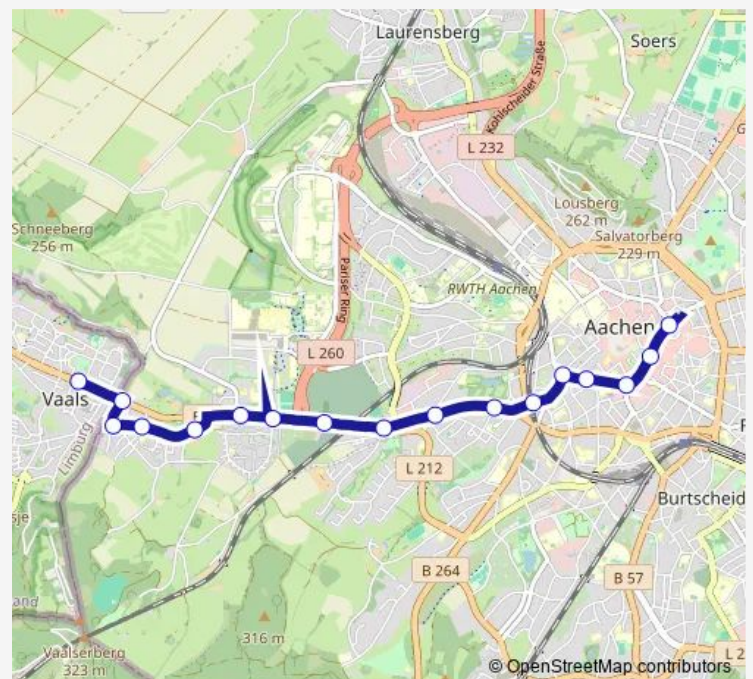 Laurensberg
Soers
Kohlscheider Straße
L 232
Lousberg
262 m
Schneeberg
256 m
Salvatorberg
229 m
Pariser Ring
RWTH Aachen
Aachen
L 260
Vaals
Limburg
L 212
Burtscheid
B 264
B 57
316 m
Vaalserberg
323 m
© OpenStreetMap contributors